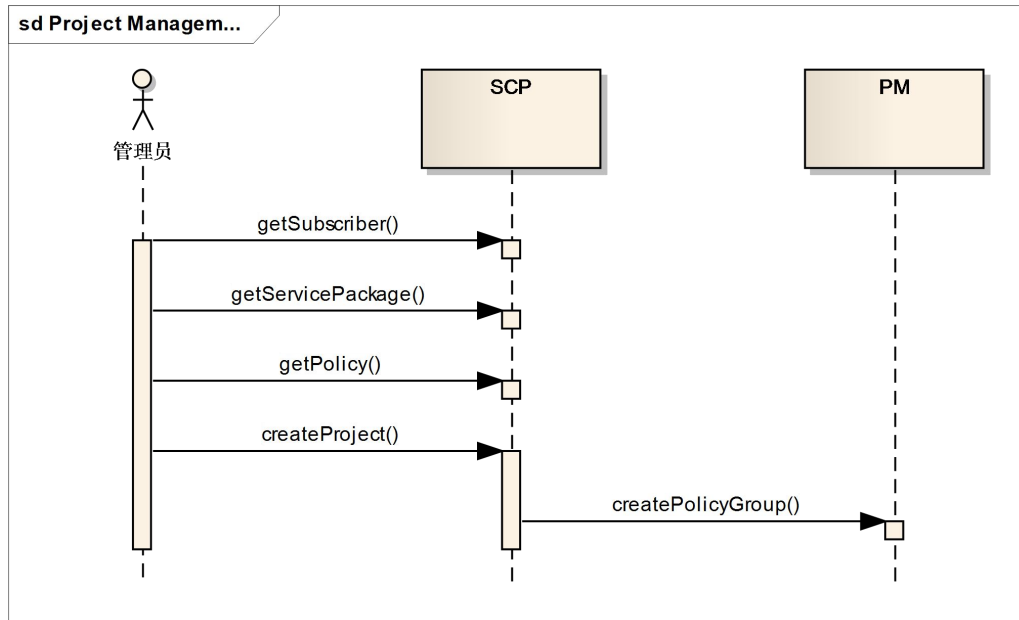 sd Project Managem...
管理员
SCP
PM
getSubscriber()
getServicePackage()
getPolicy()
createProject()
createPolicyGroup()